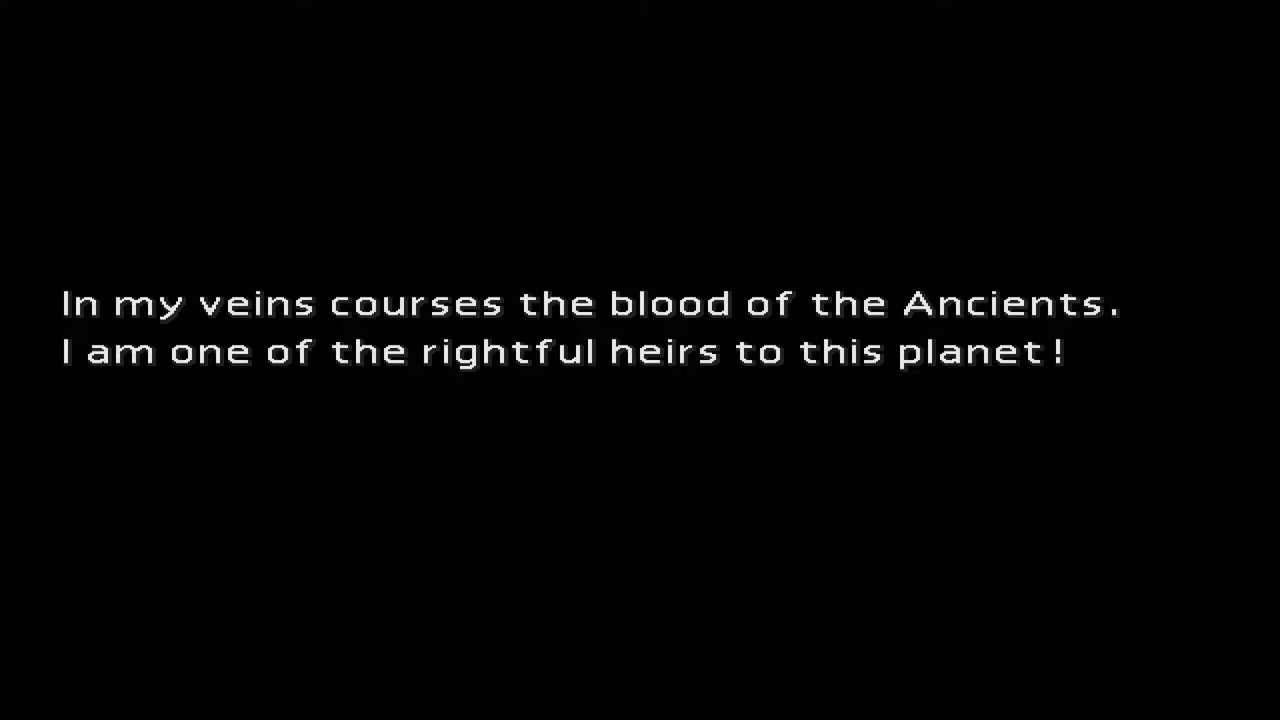 In my veins courses the blood of the Ancients.
I am one of the rightful heirs to this planet!